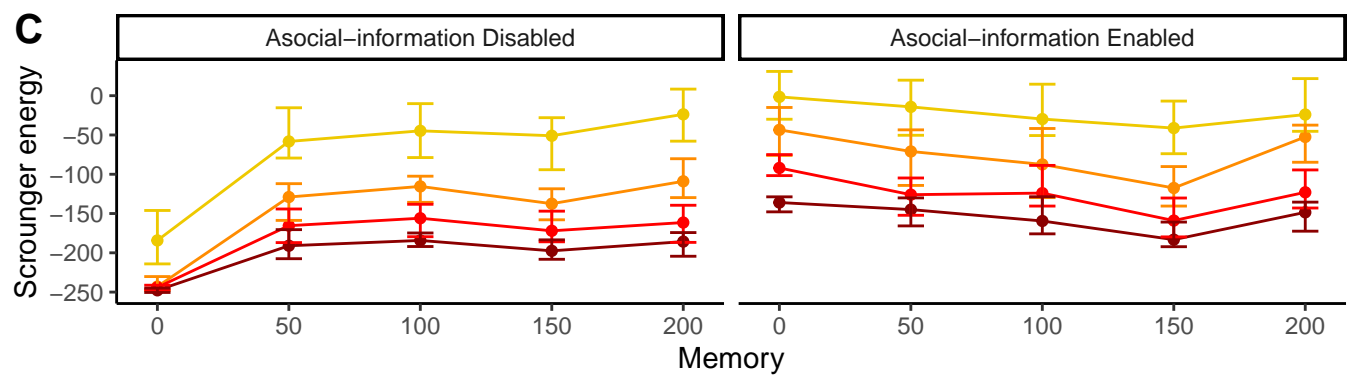 C
Asocial−information Disabled
Asocial−information Enabled
Scrounger energy
0
−50
−100
−150
−200
−250
0 50 100 150 200
0 50 100 150 200
Memory